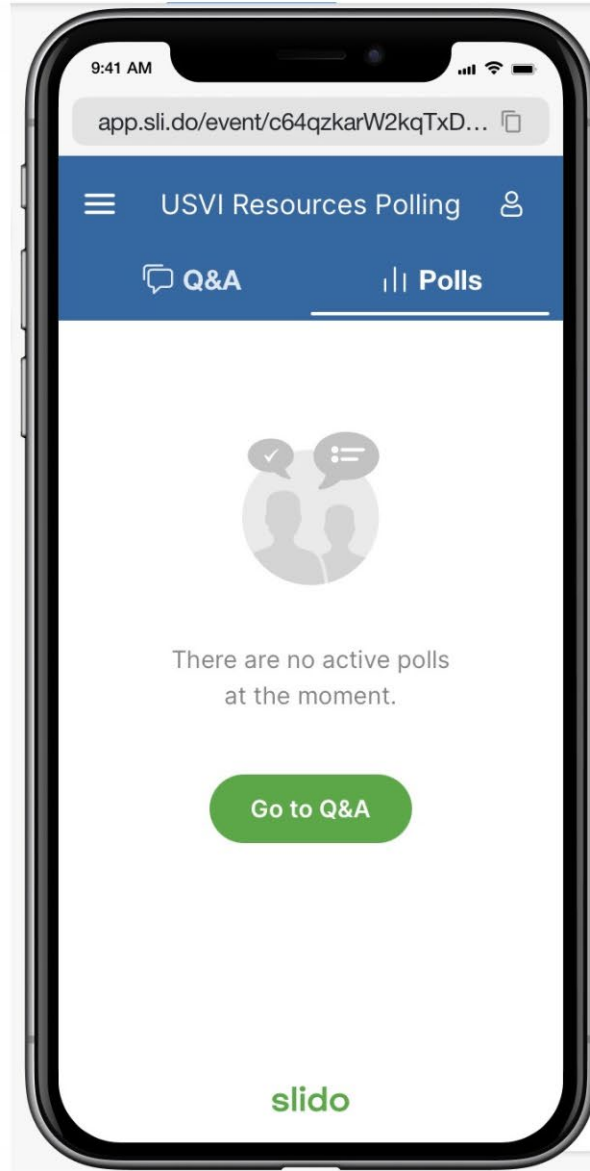 9:41 AM
app.sli.do/event/c64qzkarW2kqTxD...
USVI Resources Polling
Q&A
Polls
There are no active polls
at the moment.
Go to Q&A
slido